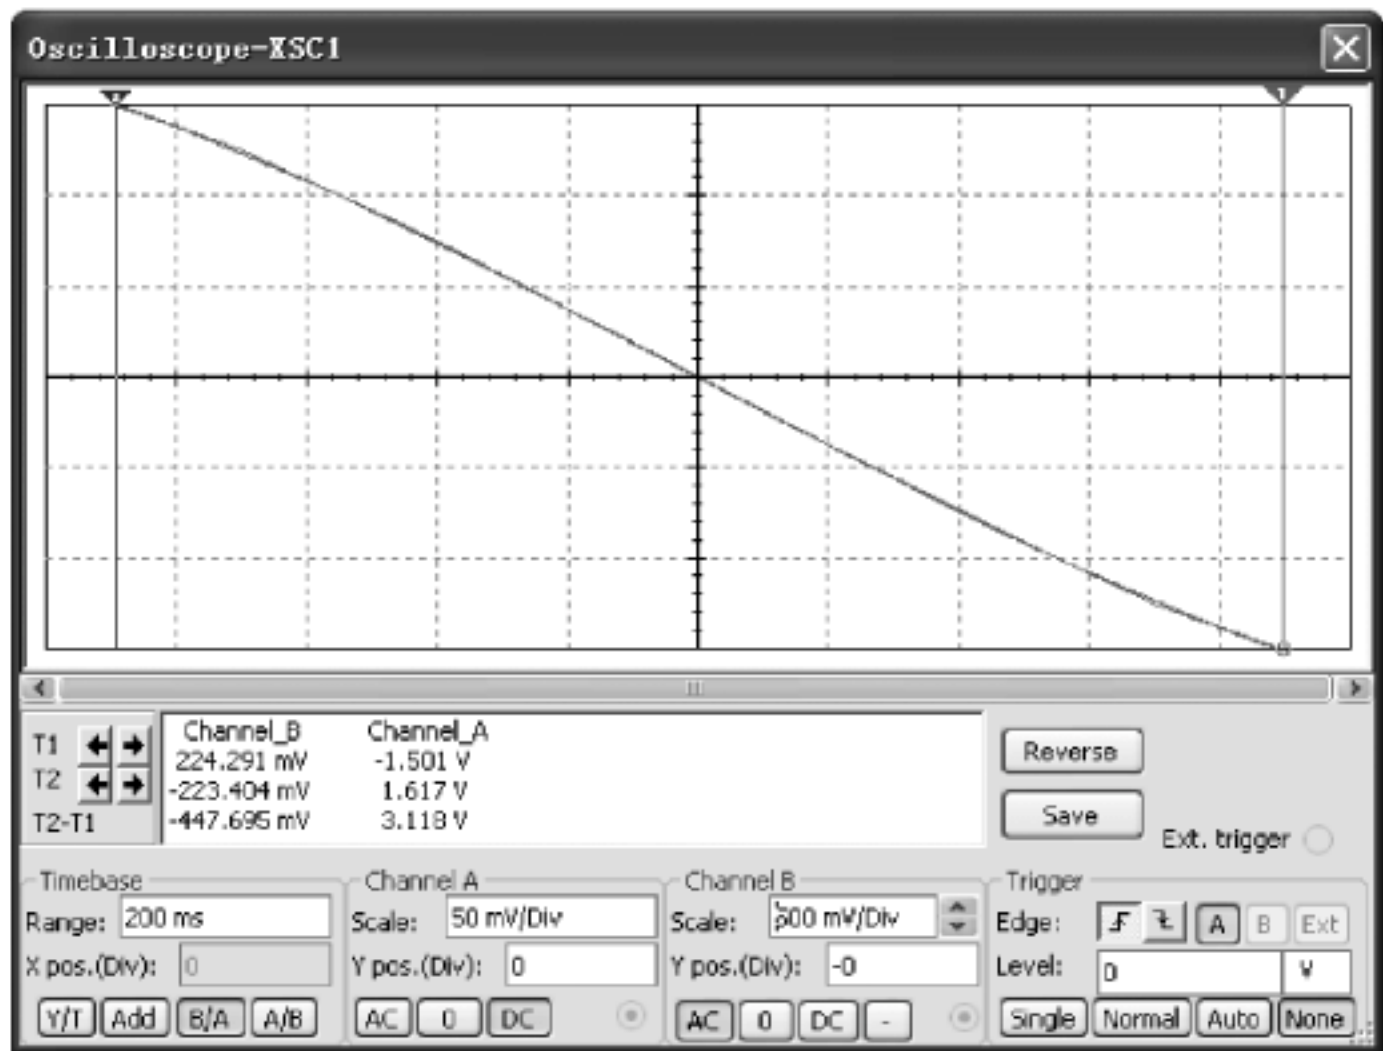 Oscilloscope-XSC1
T1
T2
T2-T1
Channel_B Channel_A
224.291 mV -1.501 V
-223.404 mV 1.617 V
-447.695 mV 3.118 V
Reverse
Save
Ext. trigger
Timebase
Range: 200 ms
X pos.(Div): 0
Y/T Add B/A A/B
Channel A
Scale: 50 mV/Div
Y pos.(Div): 0
AC 0 DC
Channel B
Scale: 500 mV/Div
Y pos.(Div): -0
AC 0 DC -
Trigger
Edge: A B Ext
Level: 0 V
Single Normal Auto None